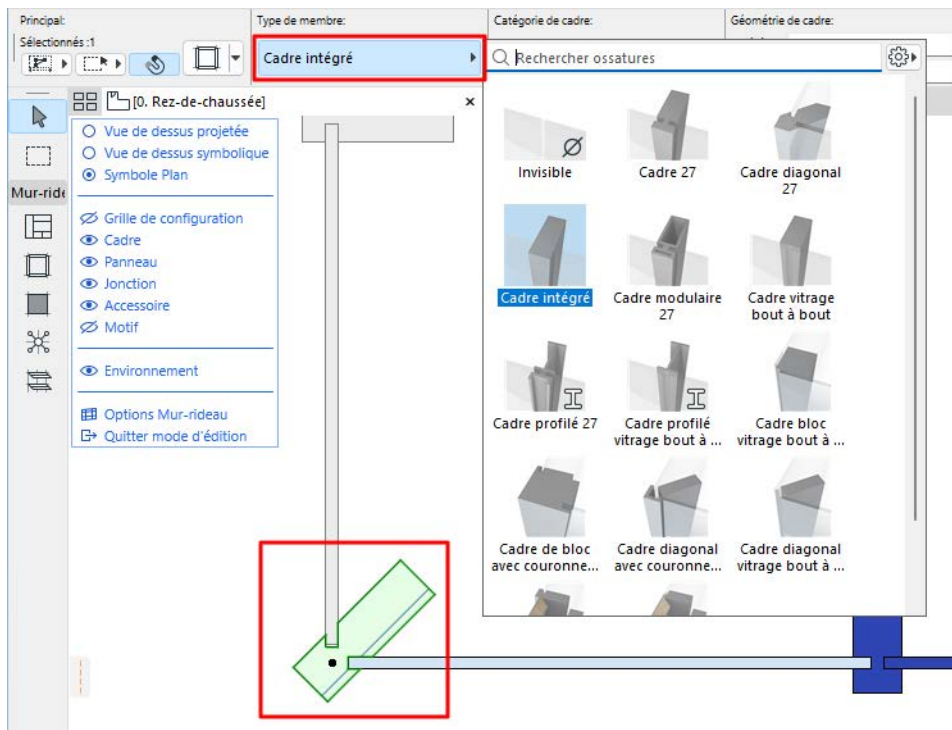 Principal:
Type de membre:
Catégorie de cadre:
Géométrie de cadre:
Sélectionnés :1
Cadre intégré
Rechercher ossatures
[0. Rez-de-chaussée]
Vue de dessus projetée
Vue de dessus symbolique
Symbole Plan
Mur-ride
Grille de configuration
Cadre
Panneau
Jonction
Accessoire
Motif
Environnement
Options Mur-rideau
Quitter mode d'édition
Invisible
Cadre 27
Cadre diagonal
27
Cadre intégré
Cadre modulaire
27
Cadre vitrage
bout à bout
Cadre profilé 27
Cadre profilé
vitrage bout à ...
Cadre bloc
vitrage bout à ...
Cadre de bloc
avec couronne...
Cadre diagonal
avec couronne...
Cadre diagonal
vitrage bout à ...